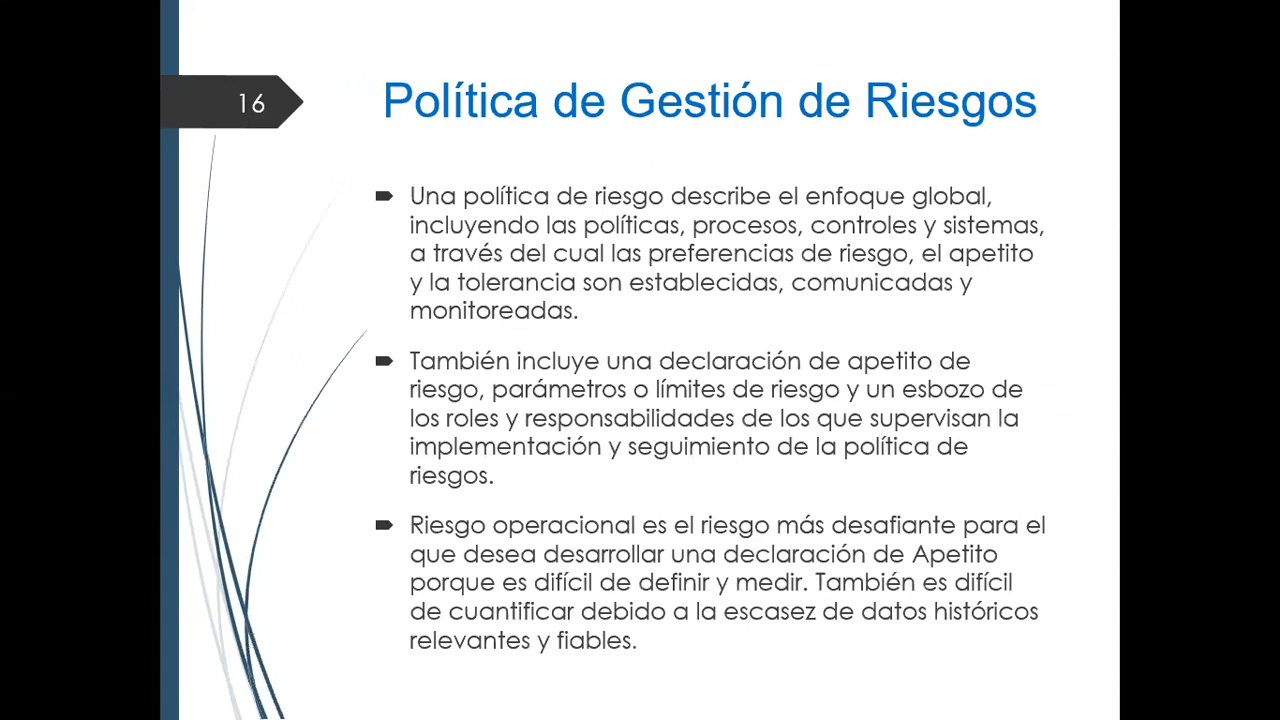 16
Política de Gestión de Riesgos
Una política de riesgo describe el enfoque global,
incluyendo las políticas, procesos, controles y sistemas,
a través del cual las preferencias de riesgo, el apetito
y la tolerancia son establecidas, comunicadas y
monitoreadas.
También incluye una declaración de apetito de
riesgo, parámetros o límites de riesgo y un esbozo de
los roles y responsabilidades de los que supervisan la
implementación y seguimiento de la política de
riesgos.
Riesgo operacional es el riesgo más desafiante para el
que desea desarrollar una declaración de Apetito
porque es difícil de definir y medir. También es difícil
de cuantificar debido a la escasez de datos históricos
relevantes y fiables.